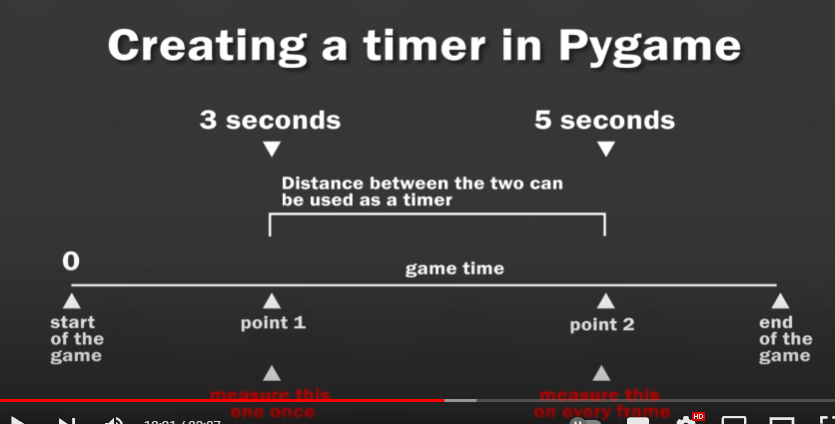 Creating a timer in Pygame
3 seconds
5 seconds
Distance between the two can
be used as a timer
0
game time
start
of the
game
point 1
point 2
end
of the
game
measure this
one once
measure this
on every frame
HD